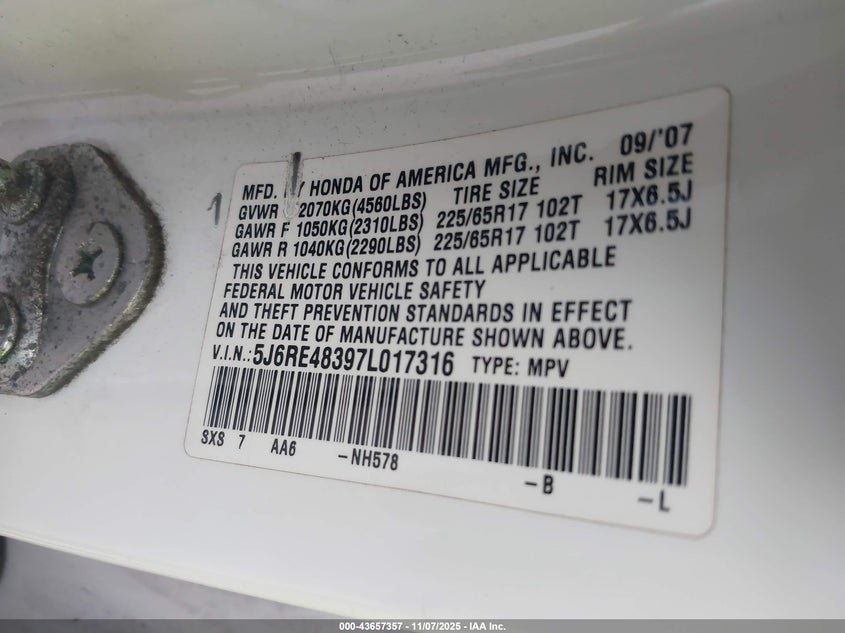 1
MFD. BY HONDA OF AMERICA MFG., INC. 09/'07
GVWR 2070KG(4560LBS) TIRE SIZE RIM SIZE
GAWR F 1050KG(2310LBS) 225/65R17 102T 17X6.5J
GAWR R 1040KG(2290LBS) 225/65R17 102T 17X6.5J
THIS VEHICLE CONFORMS TO ALL APPLICABLE
FEDERAL MOTOR VEHICLE SAFETY
AND THEFT PREVENTION STANDARDS IN EFFECT
ON THE DATE OF MANUFACTURE SHOWN ABOVE.
V.I.N.:5J6RE48397L017316 TYPE: MPV
SXS 7 AA6 -NH578 -B -L
000-43657357 - 11/07/2025 - IAA Inc.